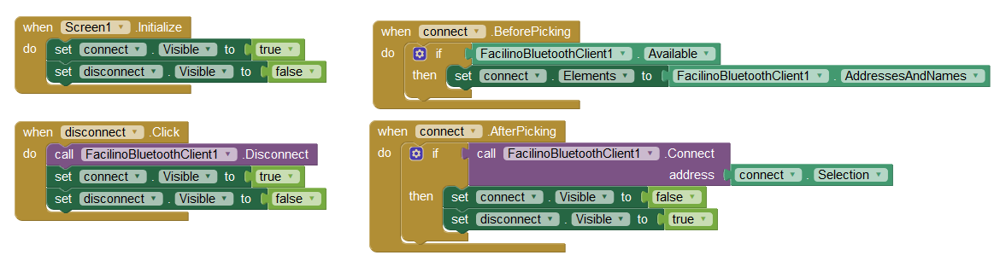 when Screen1 .Initialize
do set connect . Visible to true
set disconnect . Visible to false
when disconnect .Click
do call FacilinoBluetoothClient1 .Disconnect
set connect . Visible to true
set disconnect . Visible to false
when connect .BeforePicking
do if FacilinoBluetoothClient1 . Available
then set connect . Elements to FacilinoBluetoothClient1 . AddressesAndNames
when connect .AfterPicking
do if call FacilinoBluetoothClient1 .Connect
address connect . Selection
then set connect . Visible to false
set disconnect . Visible to true